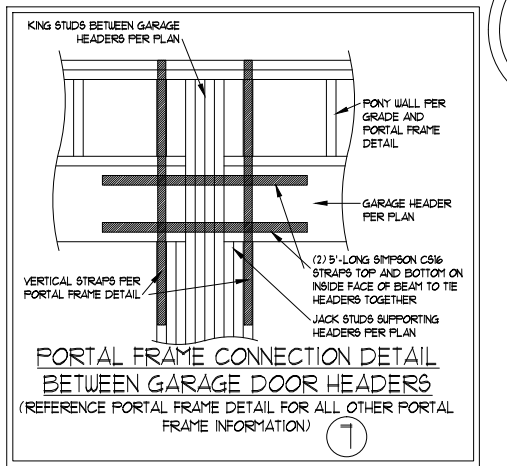 KING STUDS BETWEEN GARAGE
HEADERS PER PLAN
PONY WALL PER
GRADE AND
PORTAL FRAME
DETAIL
GARAGE HEADER
PER PLAN
(2) 5'-LONG SIMPSON CS16
STRAPS TOP AND BOTTOM ON
INSIDE FACE OF BEAM TO TIE
HEADERS TOGETHER
VERTICAL STRAPS PER
PORTAL FRAME DETAIL
JACK STUDS SUPPORTING
HEADERS PER PLAN
PORTAL FRAME CONNECTION DETAIL
BETWEEN GARAGE DOOR HEADERS
(REFERENCE PORTAL FRAME DETAIL FOR ALL OTHER PORTAL
FRAME INFORMATION)
7